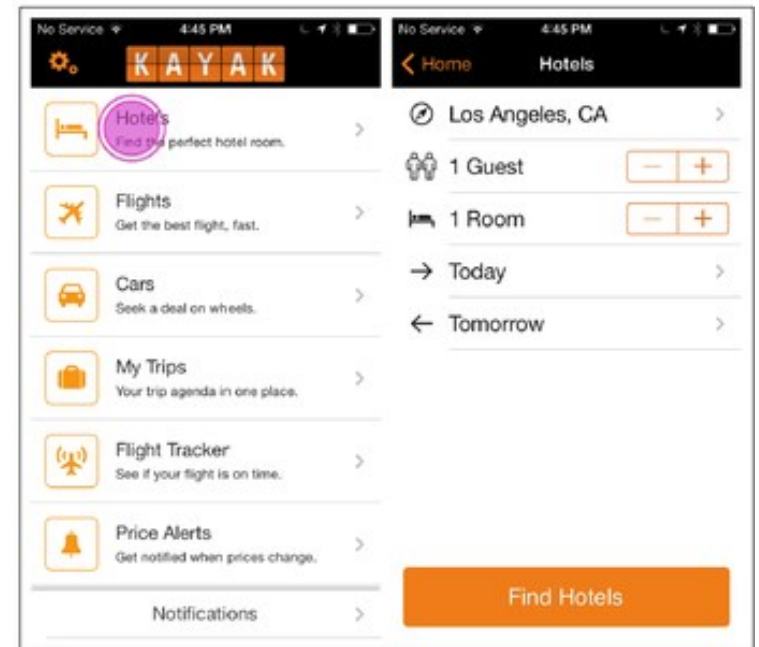 No Service 4:45 PM
KAYAK
Hotels
Find the perfect hotel room.
Flights
Get the best flight, fast.
Cars
Seek a deal on wheels.
My Trips
Your trip agenda in one place.
Flight Tracker
See if your flight is on time.
Price Alerts
Get notified when prices change.
Notifications
No Service 4:45 PM
Home Hotels
Los Angeles, CA
1 Guest
1 Room
Today
Tomorrow
Find Hotels